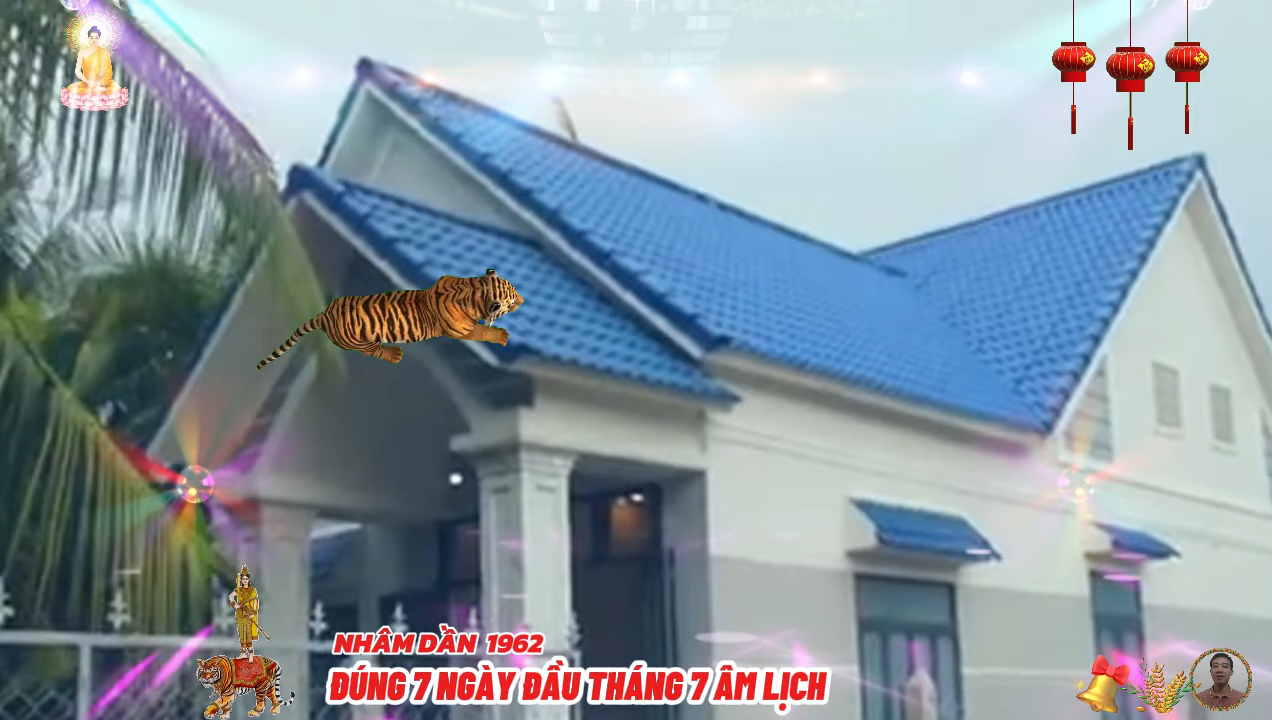 NHÂM DẦN 1962
ĐÚNG 7 NGÀY ĐẦU THÁNG 7 ÂM LỊCH